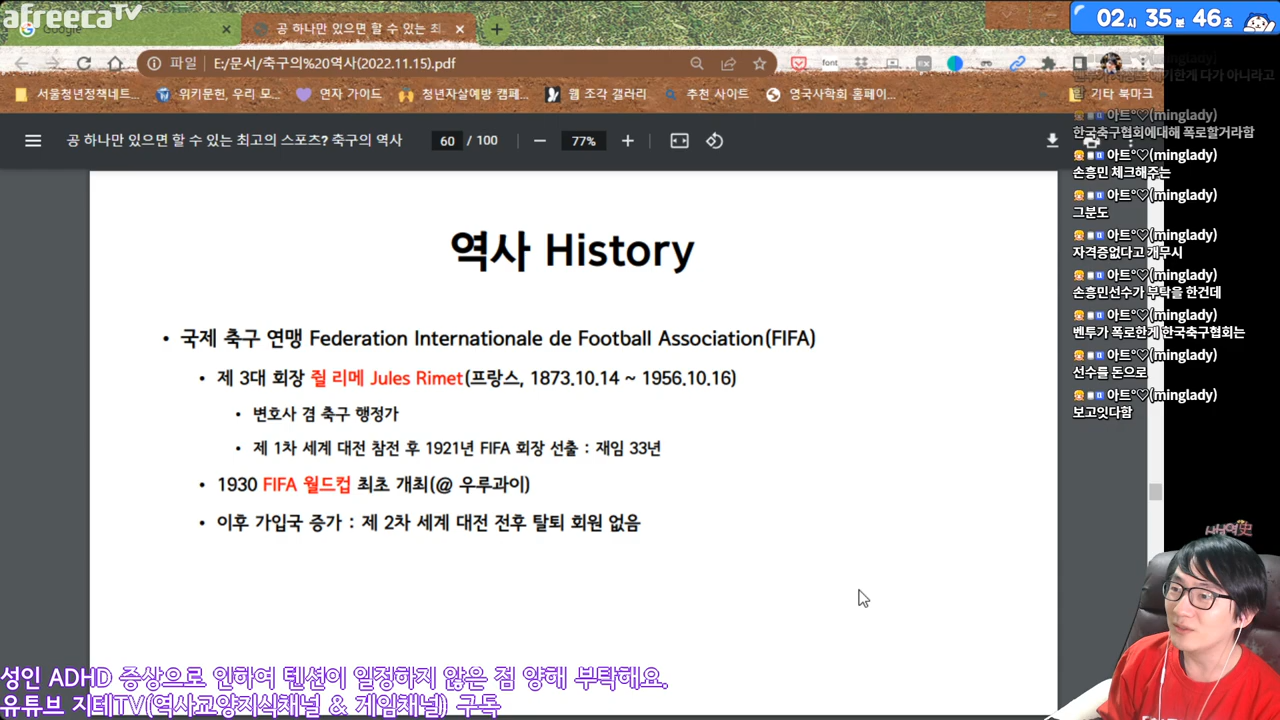 afreecaTV
Google
공 하나만 있으면 할 수 있는 최
02시 35분 46초
파일 E:/문서/축구의%20역사(2022.11.15).pdf
서울청년정책네트...
위키문헌, 우리 모...
연자 가이드
청년자살예방 캠페...
웹 조각 갤러리
추천 사이트
영국사학회 홈페이...
기타 북마크
공 하나만 있으면 할 수 있는 최고의 스포츠? 축구의 역사
60 / 100
77%
역사 History
• 국제 축구 연맹 Federation Internationale de Football Association(FIFA)
• 제 3대 회장 쥘 리메 Jules Rimet(프랑스, 1873.10.14 ~ 1956.10.16)
• 변호사 겸 축구 행정가
• 제 1차 세계 대전 참전 후 1921년 FIFA 회장 선출 : 재임 33년
• 1930 FIFA 월드컵 최초 개최(@ 우루과이)
• 이후 가입국 증가 : 제 2차 세계 대전 전후 탈퇴 회원 없음
아트°♡(minglady)
한국축구협회에대해 폭로할거라함
아트°♡(minglady)
손흥민 체크해주는
아트°♡(minglady)
그분도
아트°♡(minglady)
자격증없다고 개무시
아트°♡(minglady)
손흥민선수가 부탁을 한건데
아트°♡(minglady)
벤투가 폭로한게 한국축구협회는
아트°♡(minglady)
선수를 돈으로
아트°♡(minglady)
보고잇다함
성인 ADHD 증상으로 인하여 텐션이 일정하지 않은 점 양해 부탁해요.
유튜브 지테TV(역사교양지식채널 & 게임채널) 구독